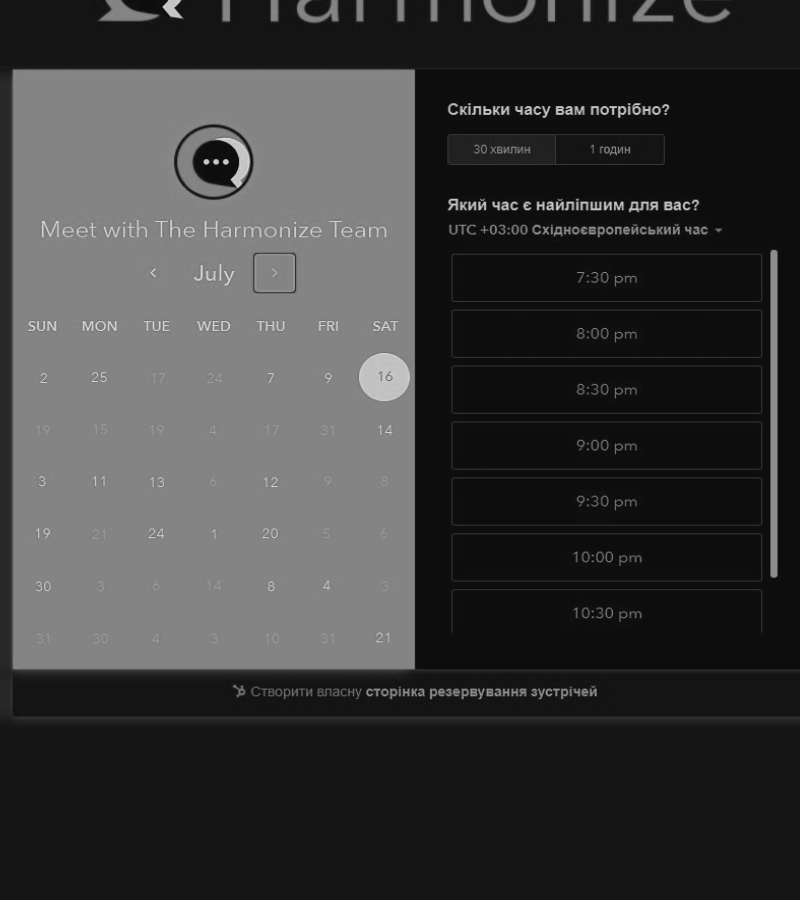 Harmonize
Meet with The Harmonize Team
July
SUN MON TUE WED THU FRI SAT
2 25 17 24 7 9 16
19 15 19 4 17 31 14
3 11 13 6 12 9 8
19 21 24 1 20 5 6
30 3 6 14 8 4 3
31 30 4 3 10 31 21
Скільки часу вам потрібно?
30 хвилин 1 годин
Який час є найліпшим для вас?
UTC +03:00 Східноєвропейський час
7:30 pm
8:00 pm
8:30 pm
9:00 pm
9:30 pm
10:00 pm
10:30 pm
Створити власну сторінка резервування зустрічей